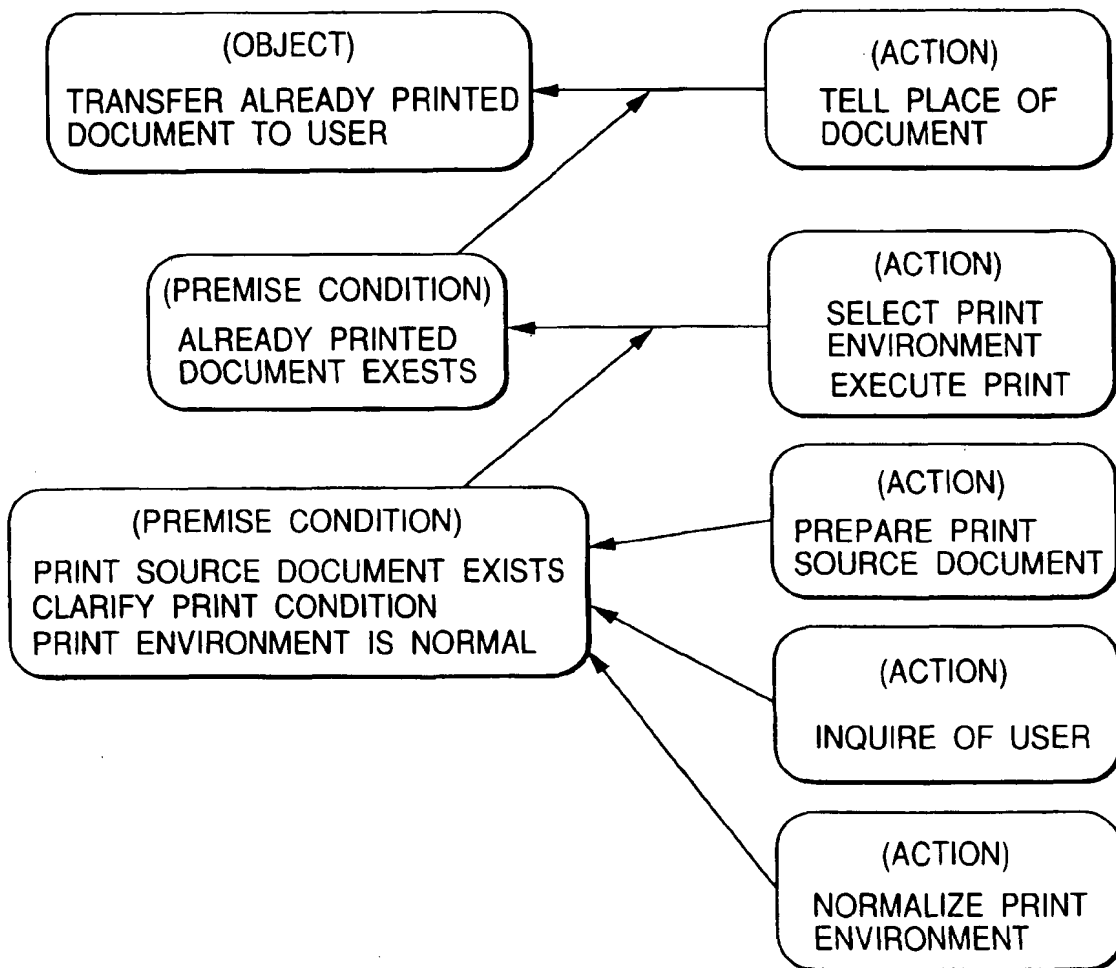 (OBJECT)
TRANSFER ALREADY PRINTED
DOCUMENT TO USER
(ACTION)
TELL PLACE OF
DOCUMENT
(PREMISE CONDITION)
ALREADY PRINTED
DOCUMENT EXESTS
(ACTION)
SELECT PRINT
ENVIRONMENT
EXECUTE PRINT
(PREMISE CONDITION)
PRINT SOURCE DOCUMENT EXISTS
CLARIFY PRINT CONDITION
PRINT ENVIRONMENT IS NORMAL
(ACTION)
PREPARE PRINT
SOURCE DOCUMENT
(ACTION)
INQUIRE OF USER
(ACTION)
NORMALIZE PRINT
ENVIRONMENT